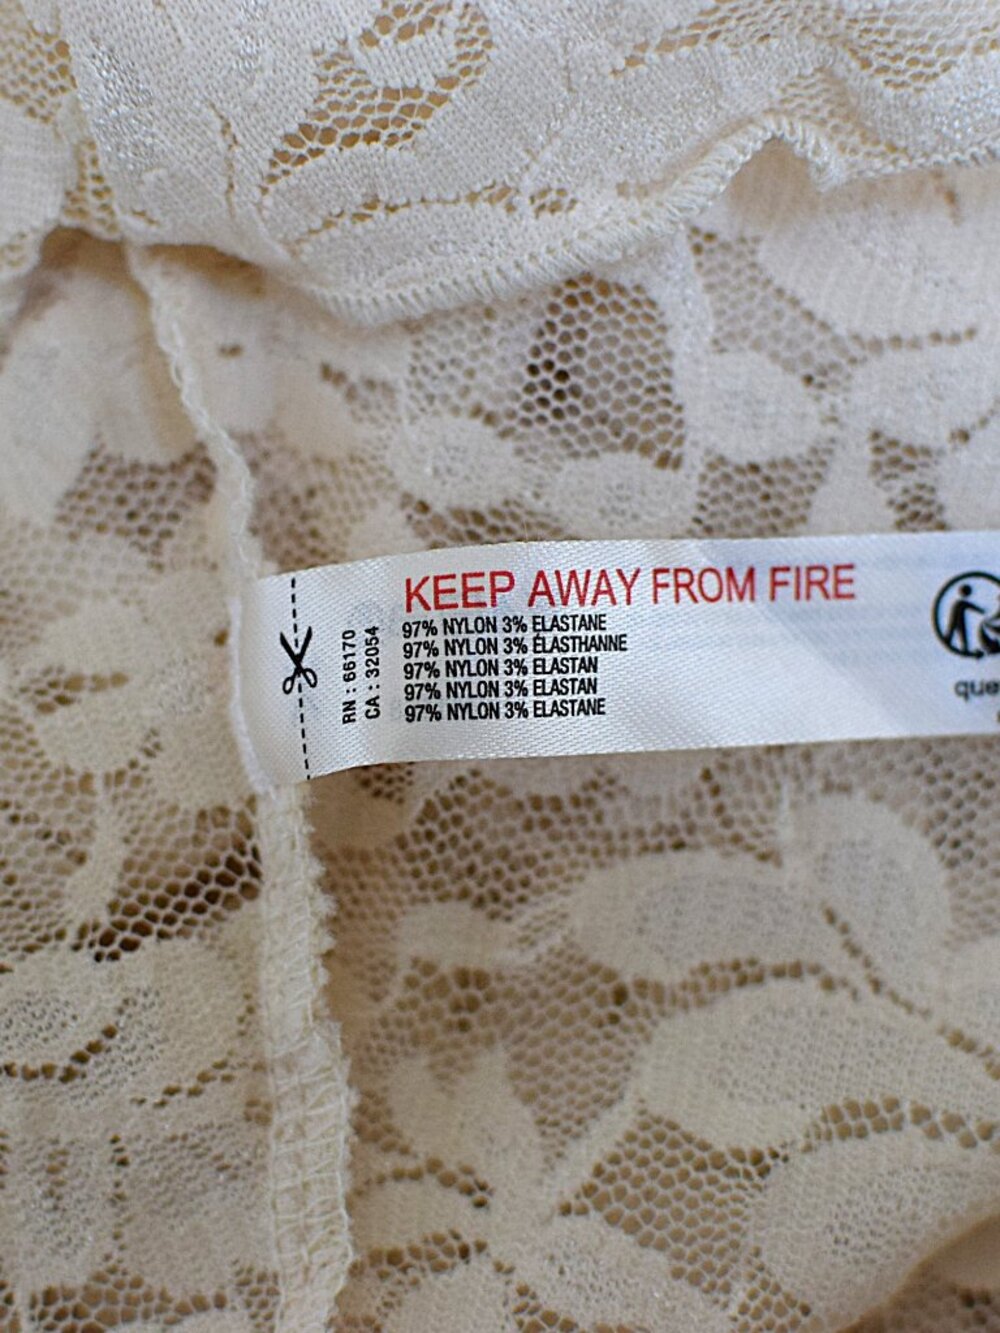 KEEP AWAY FROM FIRE
97% NYLON 3% ELASTANE
97% NYLON 3% ÉLASTHANNE
97% NYLON 3% ELASTAN
97% NYLON 3% ELASTAN
97% NYLON 3% ELASTANE
RN : 66170
CA : 32054